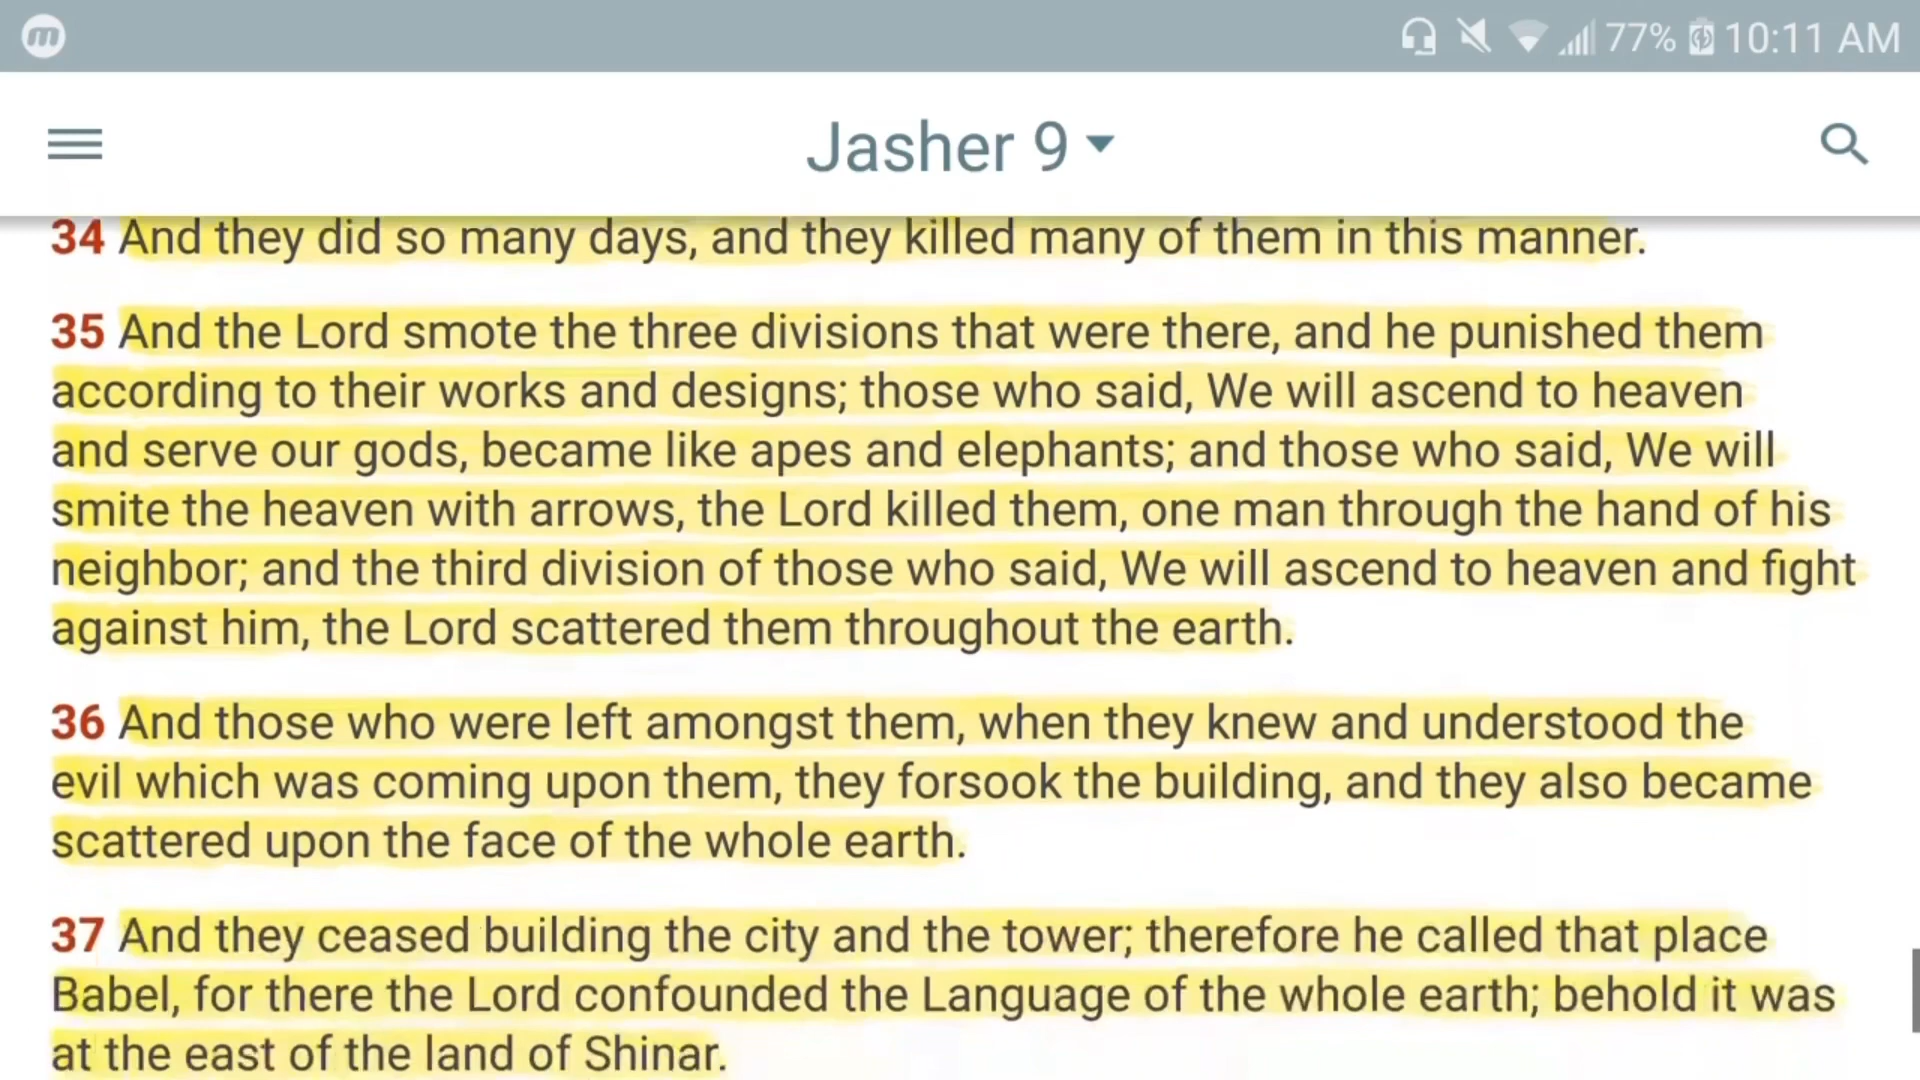 m 77% 10:11 AM
Jasher 9
34 And they did so many days, and they killed many of them in this manner.
35 And the Lord smote the three divisions that were there, and he punished them
according to their works and designs; those who said, We will ascend to heaven
and serve our gods, became like apes and elephants; and those who said, We will
smite the heaven with arrows, the Lord killed them, one man through the hand of his
neighbor; and the third division of those who said, We will ascend to heaven and fight
against him, the Lord scattered them throughout the earth.
36 And those who were left amongst them, when they knew and understood the
evil which was coming upon them, they forsook the building, and they also became
scattered upon the face of the whole earth.
37 And they ceased building the city and the tower; therefore he called that place
Babel, for there the Lord confounded the Language of the whole earth; behold it was
at the east of the land of Shinar.